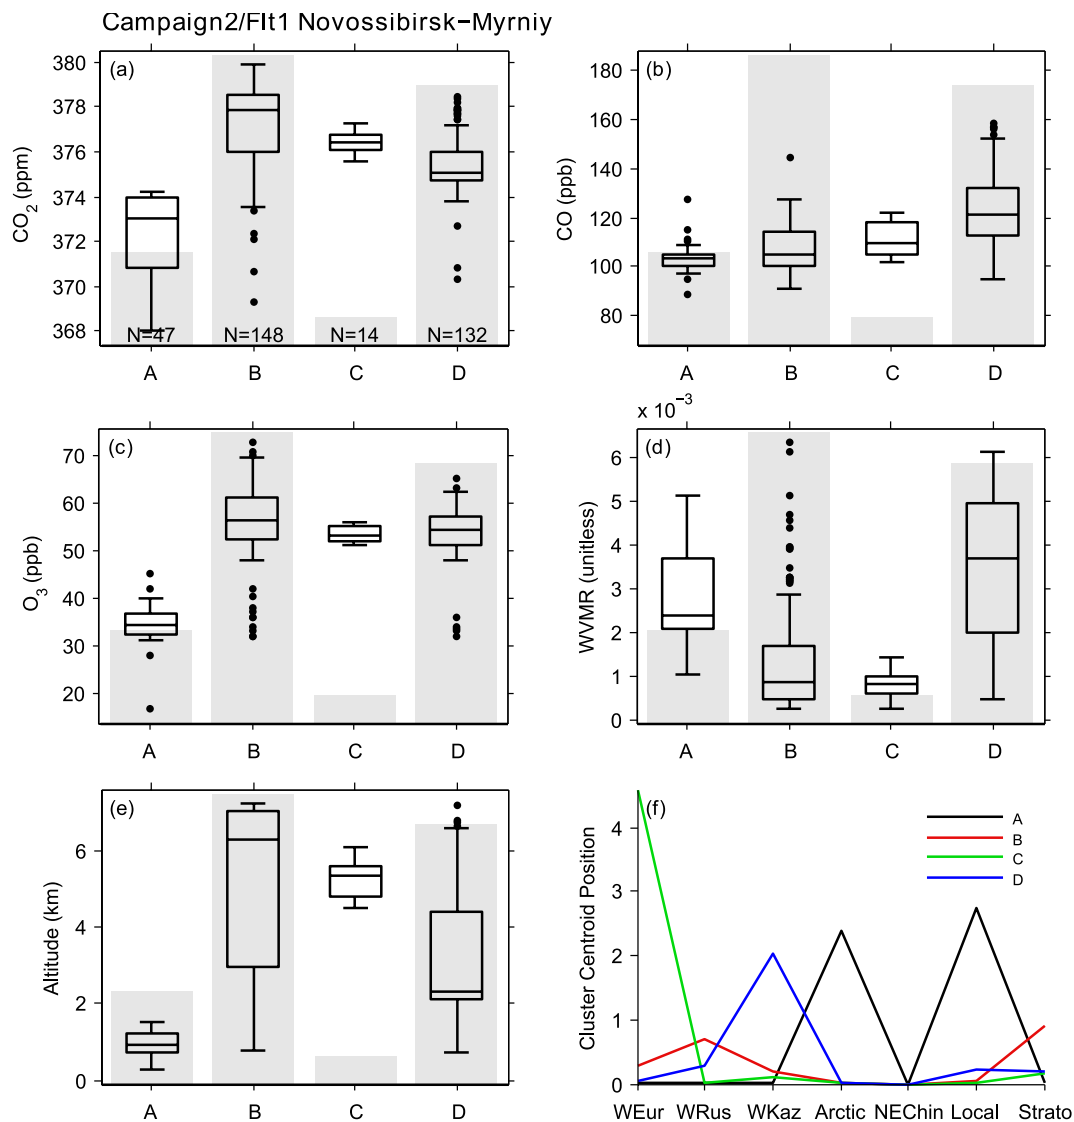 Campaign2/Flt1 Novossibirsk−Myrniy
(a)
CO2 (ppm)
380
378
376
374
372
370
368
N=47 N=148 N=14 N=132
A B C D
(b)
CO (ppb)
180
160
140
120
100
80
A B C D
(c)
O3 (ppb)
70
60
50
40
30
20
A B C D
x 10−3
(d)
WVMR (unitless)
6
5
4
3
2
1
0
A B C D
(e)
Altitude (km)
6
4
2
0
A B C D
(f)
Cluster Centroid Position
4
3
2
1
0
A
B
C
D
WEur WRus WKaz Arctic NEChin Local Strato